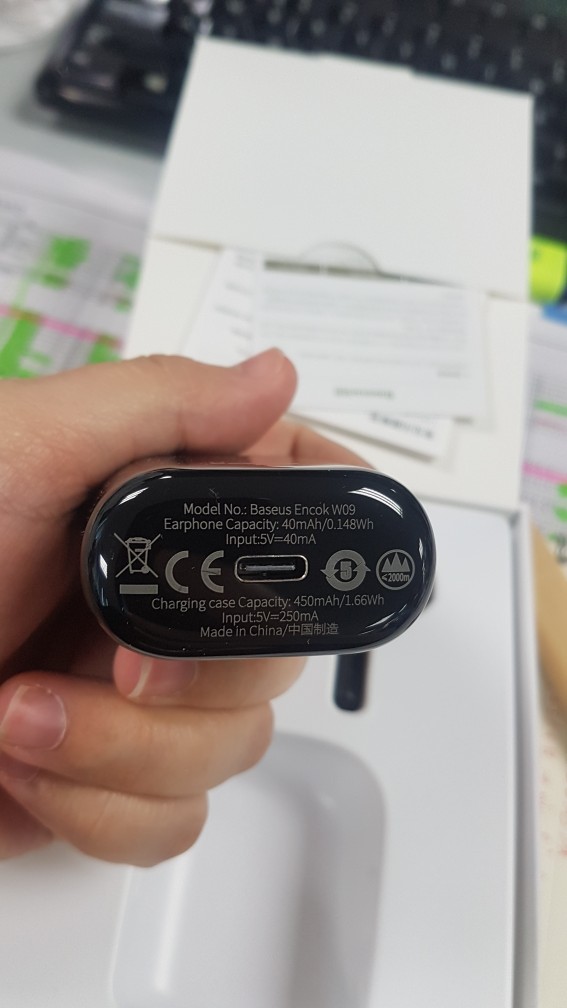 Model No.: Baseus Encok W09
Earphone Capacity: 40mAh/0.148Wh
Input:5V⎓40mA
CE
≤2000m
Charging case Capacity: 450mAh/1.66Wh
Input:5V⎓250mA
Made in China/中国制造